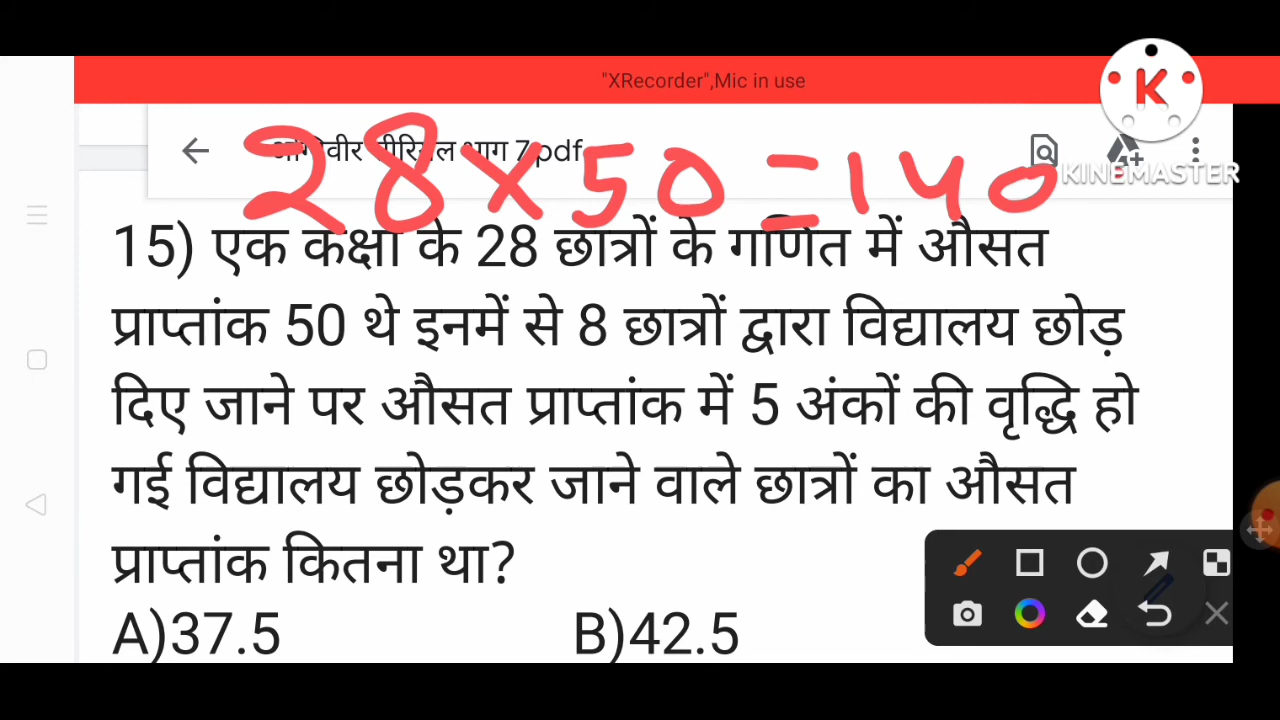 "XRecorder",Mic in use
K
KINEMASTER
7.pdf
28 X 50 = 140
15) एक कक्षा के 28 छात्रों के गणित में औसत
प्राप्तांक 50 थे इनमें से 8 छात्रों द्वारा विद्यालय छोड़
दिए जाने पर औसत प्राप्तांक में 5 अंकों की वृद्धि हो
गई विद्यालय छोड़कर जाने वाले छात्रों का औसत
प्राप्तांक कितना था?
A)37.5 B)42.5